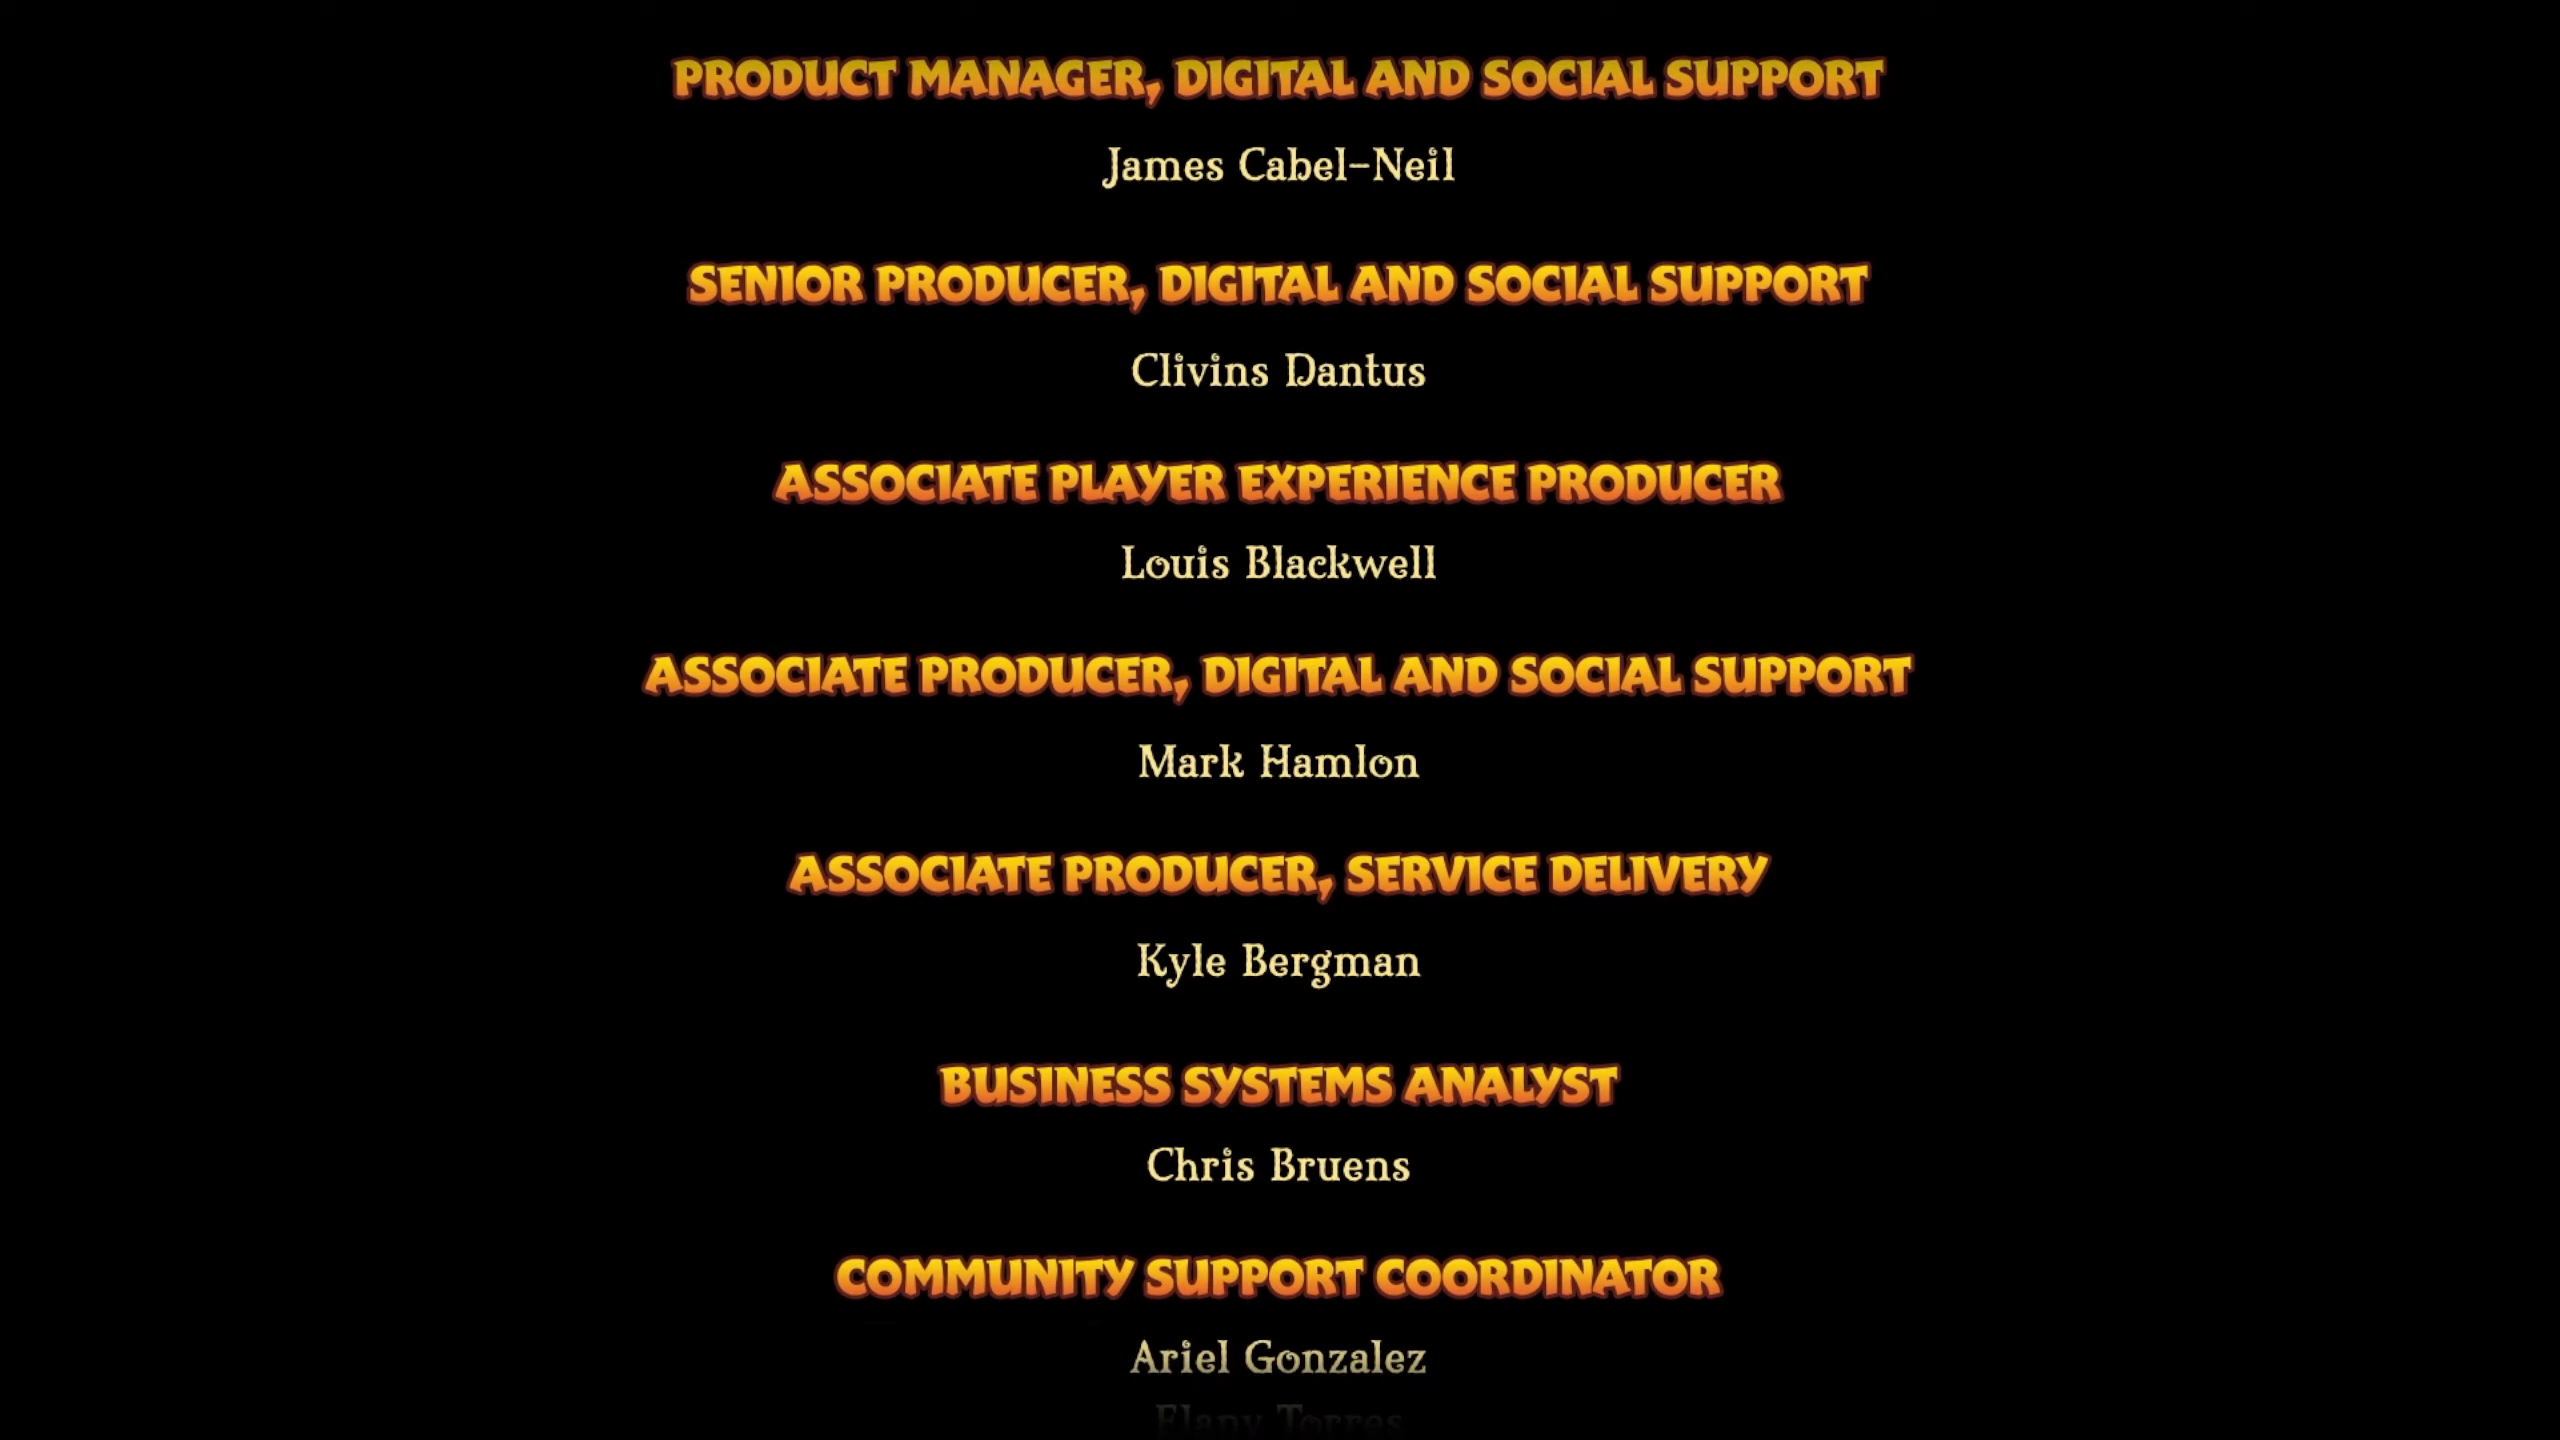 PRODUCT MANAGER, DIGITAL AND SOCIAL SUPPORT
James Cabel-Neil
SENIOR PRODUCER, DIGITAL AND SOCIAL SUPPORT
Clivins Dantus
ASSOCIATE PLAYER EXPERIENCE PRODUCER
Louis Blackwell
ASSOCIATE PRODUCER, DIGITAL AND SOCIAL SUPPORT
Mark Hamlon
ASSOCIATE PRODUCER, SERVICE DELIVERY
Kyle Bergman
BUSINESS SYSTEMS ANALYST
Chris Bruens
COMMUNITY SUPPORT COORDINATOR
Ariel Gonzalez
Torres